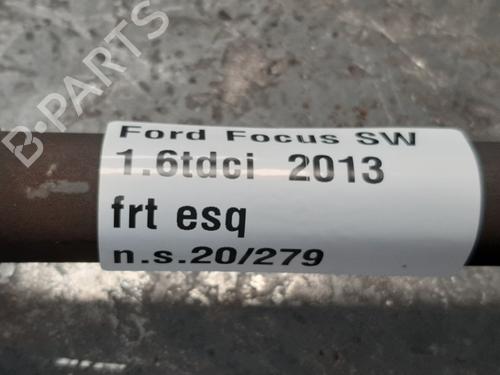 B-PARTS
Ford Focus SW
1.6tdci 2013
frt esq
n.s.20/279